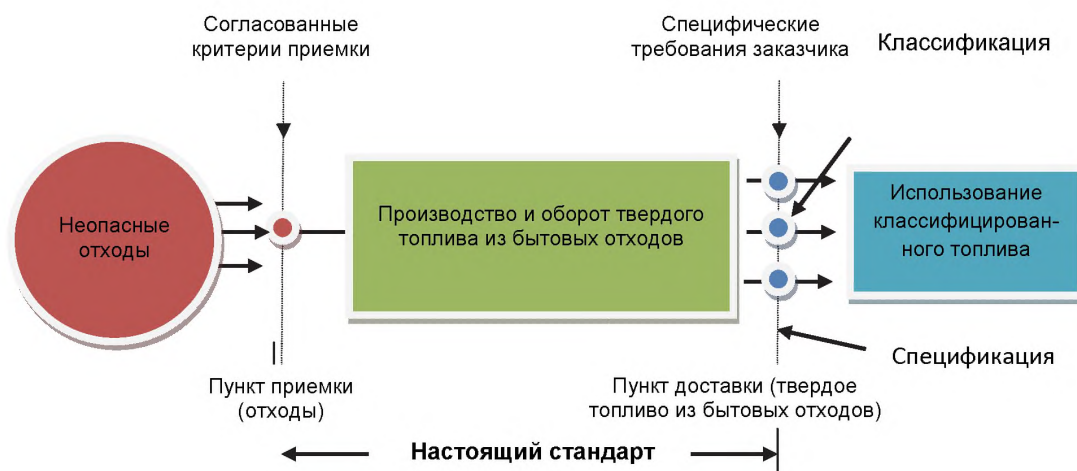 Согласованные
критерии приемки
Специфические
требования заказчика
Классификация
Неопасные
отходы
Производство и оборот твердого
топлива из бытовых отходов
Использование
классифицирован-
ного топлива
Спецификация
Пункт приемки
(отходы)
Пункт доставки (твердое
топливо из бытовых отходов)
Настоящий стандарт